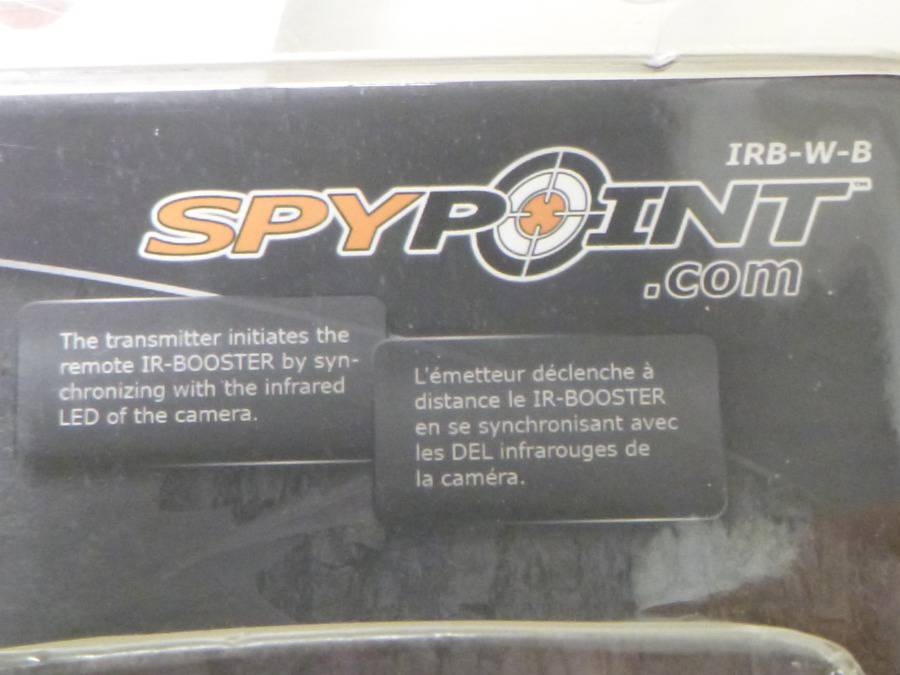 IRB-W-B
SPYPOINT™
.com
The transmitter initiates the
remote IR-BOOSTER by syn-
chronizing with the infrared
LED of the camera.
L'émetteur déclenche à
distance le IR-BOOSTER
en se synchronisant avec
les DEL infrarouges de
la caméra.